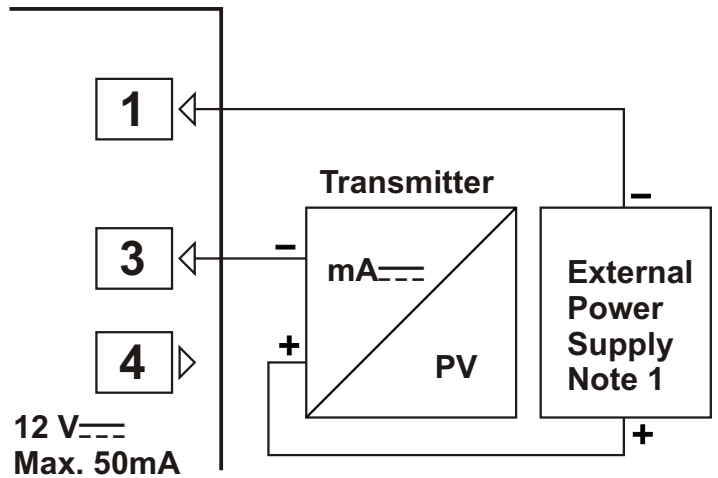 1
Transmitter
−
−
3
mA
External
Power
Supply
Note 1
+
4
PV
12 V
Max. 50mA
+